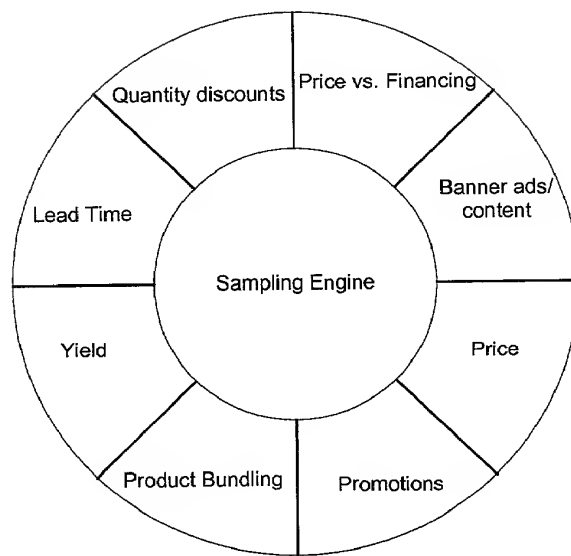 Quantity discounts
Price vs. Financing
Banner ads/
content
Lead Time
Sampling Engine
Yield
Price
Product Bundling
Promotions